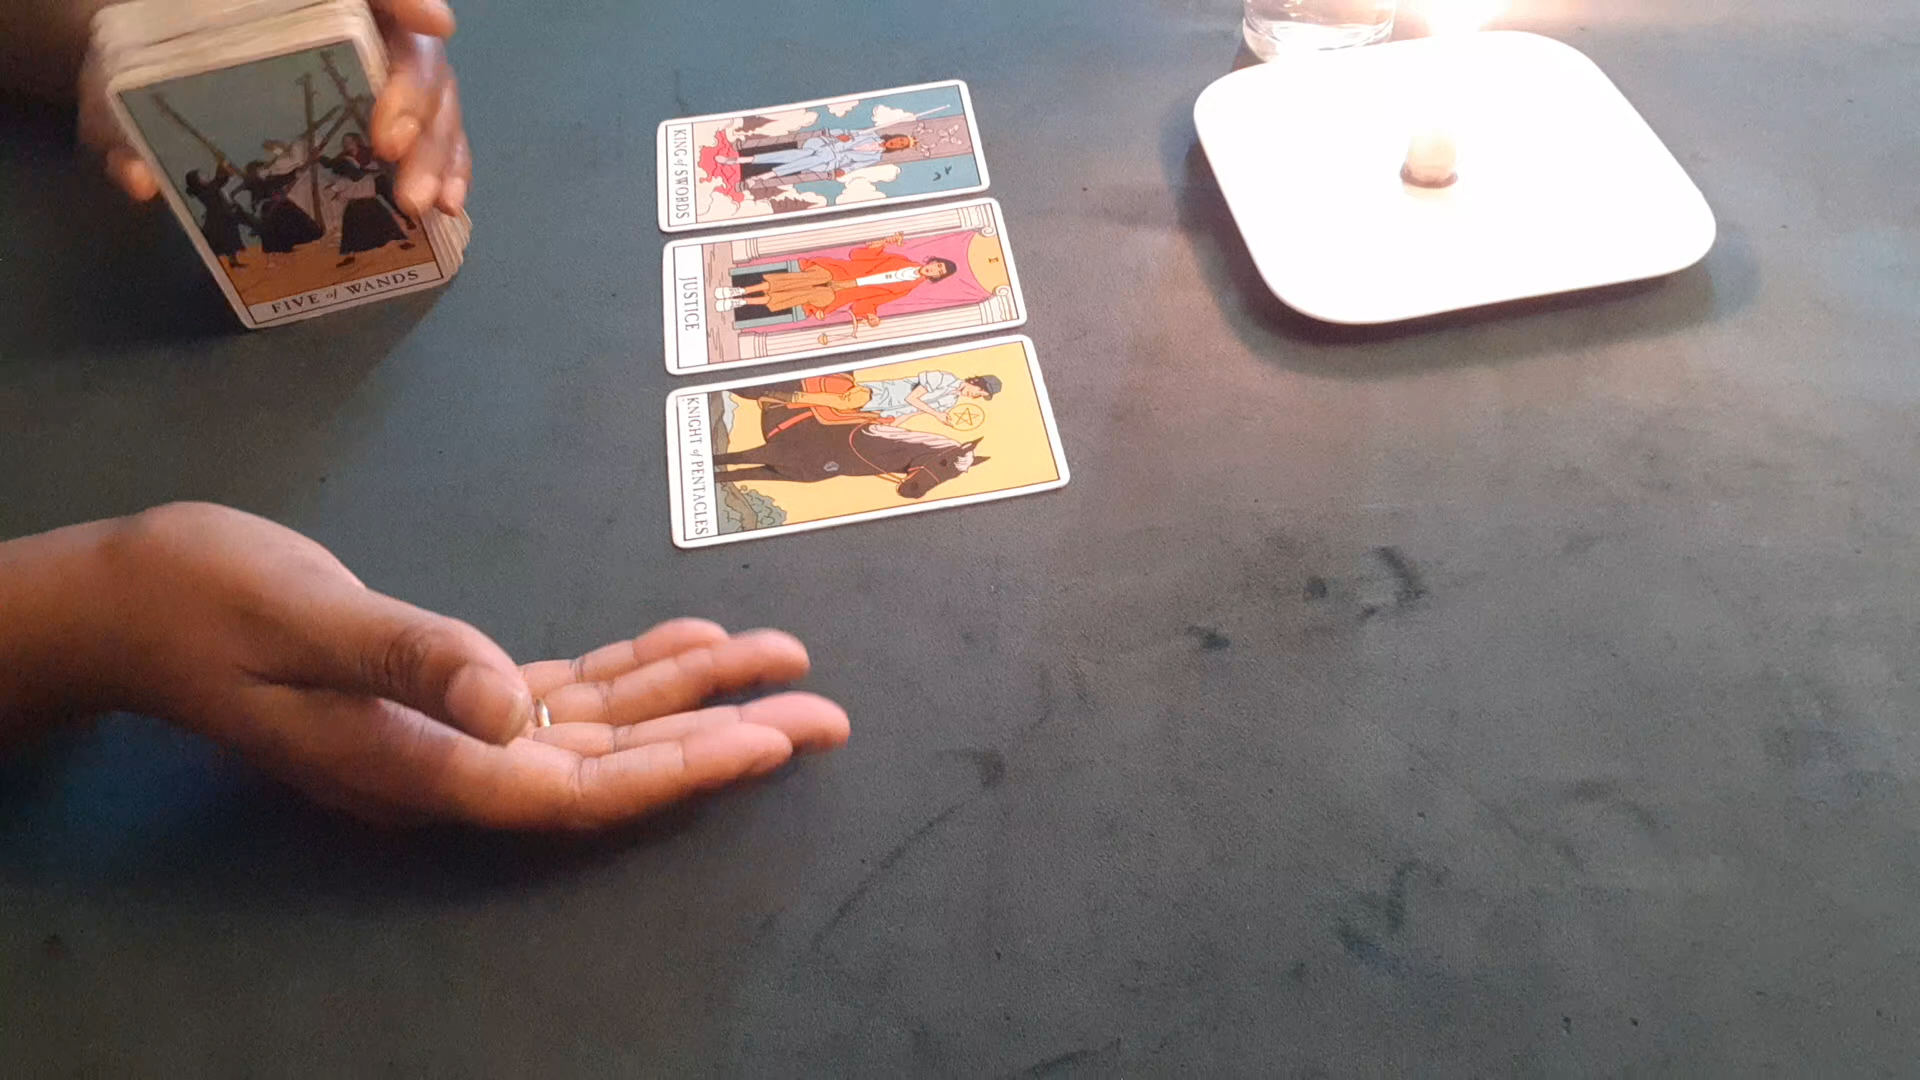 FIVE of WANDS
KING of SWORDS
JUSTICE
KNIGHT of PENTACLES